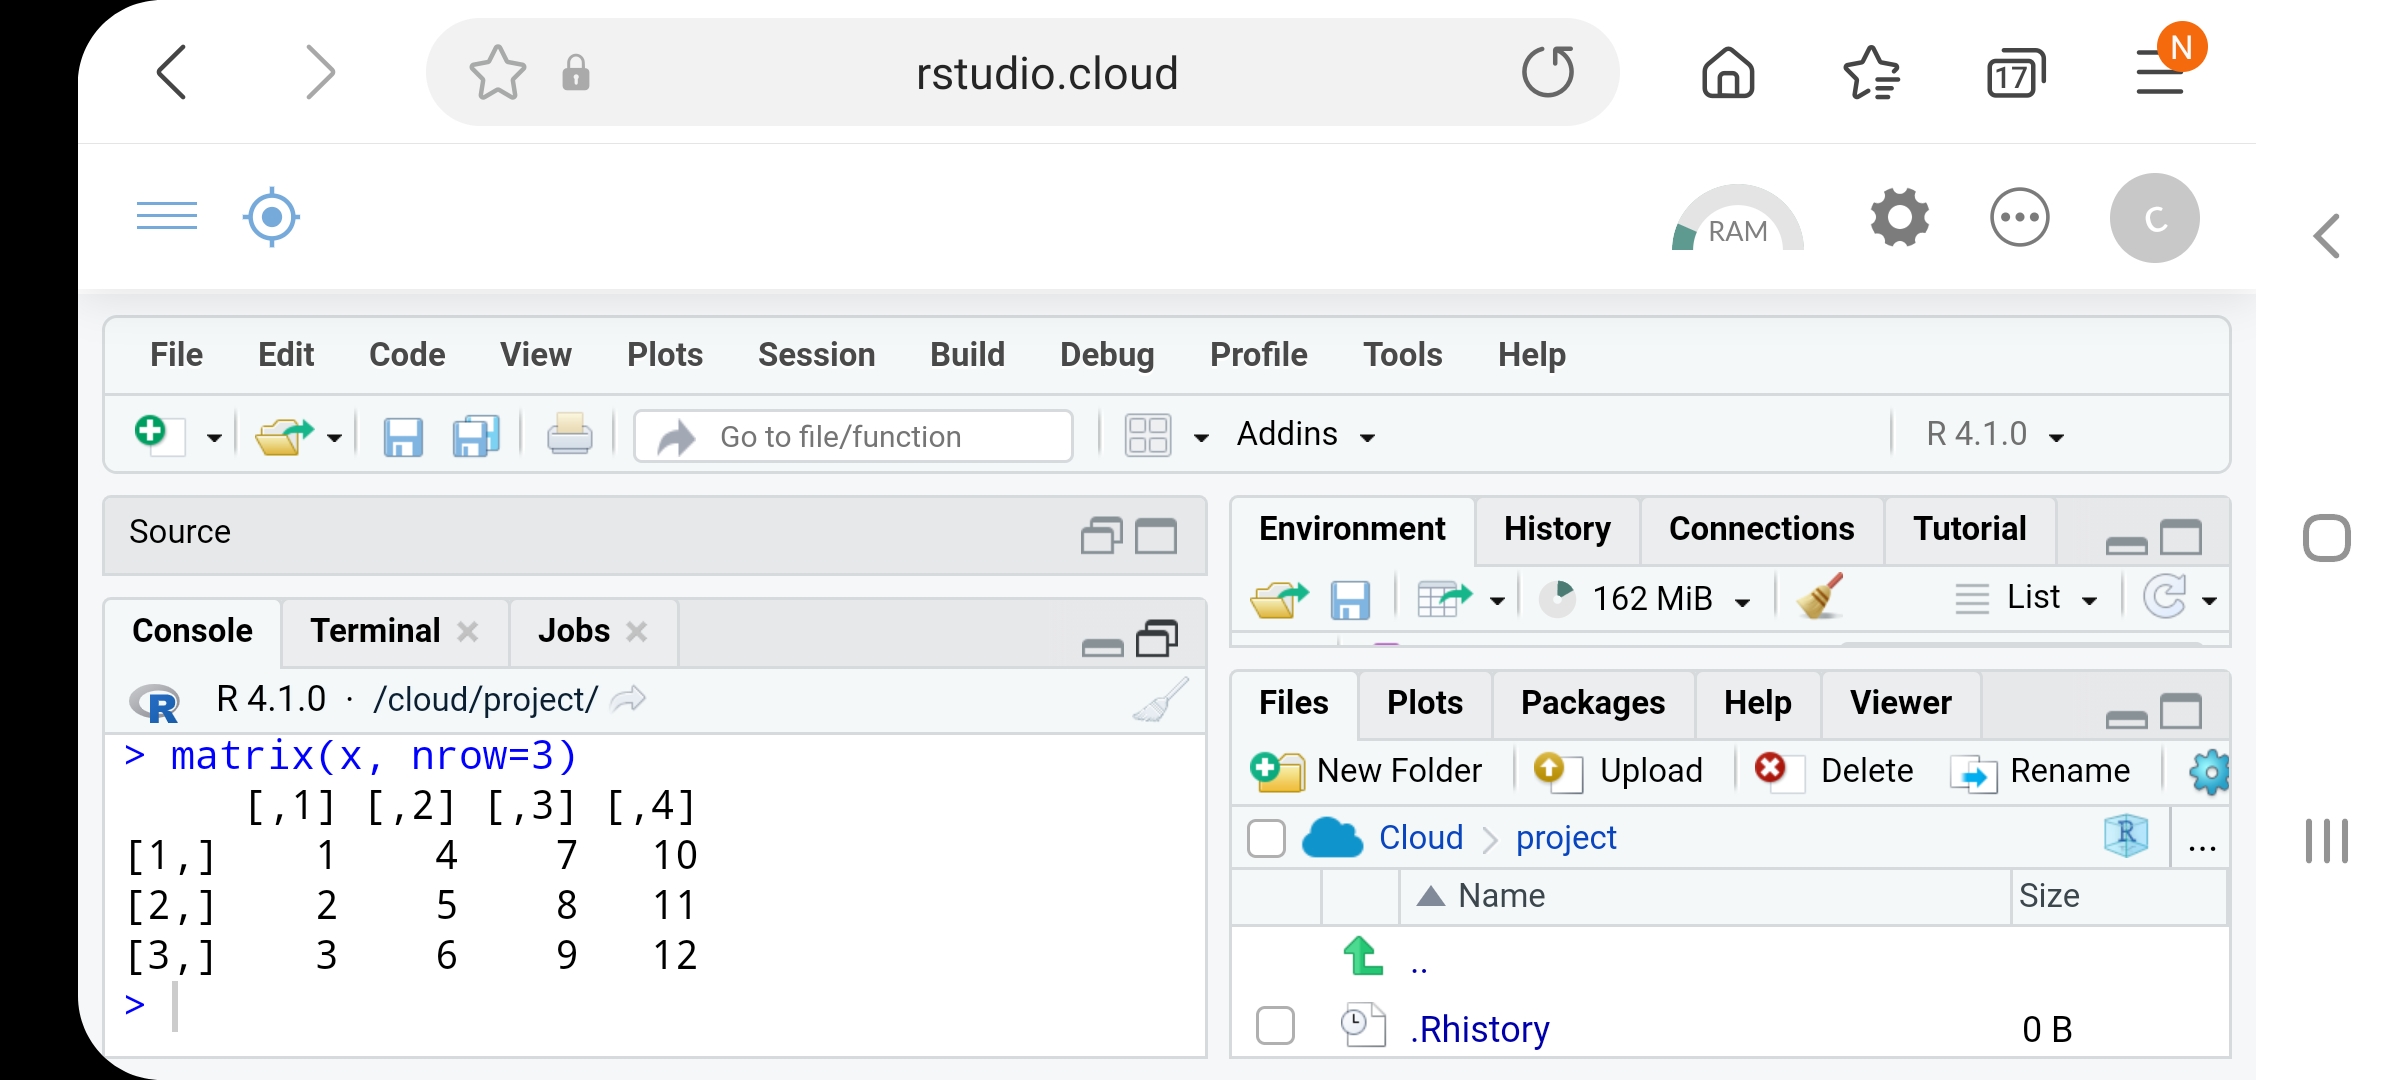 rstudio.cloud
17
N
RAM
C
File Edit Code View Plots Session Build Debug Profile Tools Help
Go to file/function
Addins
R 4.1.0
Source
Console Terminal Jobs
R 4.1.0 · /cloud/project/
> matrix(x, nrow=3)
     [,1] [,2] [,3] [,4]
[1,]    1    4    7   10
[2,]    2    5    8   11
[3,]    3    6    9   12
>
Environment History Connections Tutorial
162 MiB
List
Files Plots Packages Help Viewer
New Folder Upload Delete Rename
Cloud project
R
...
Name Size
..
.Rhistory 0 B